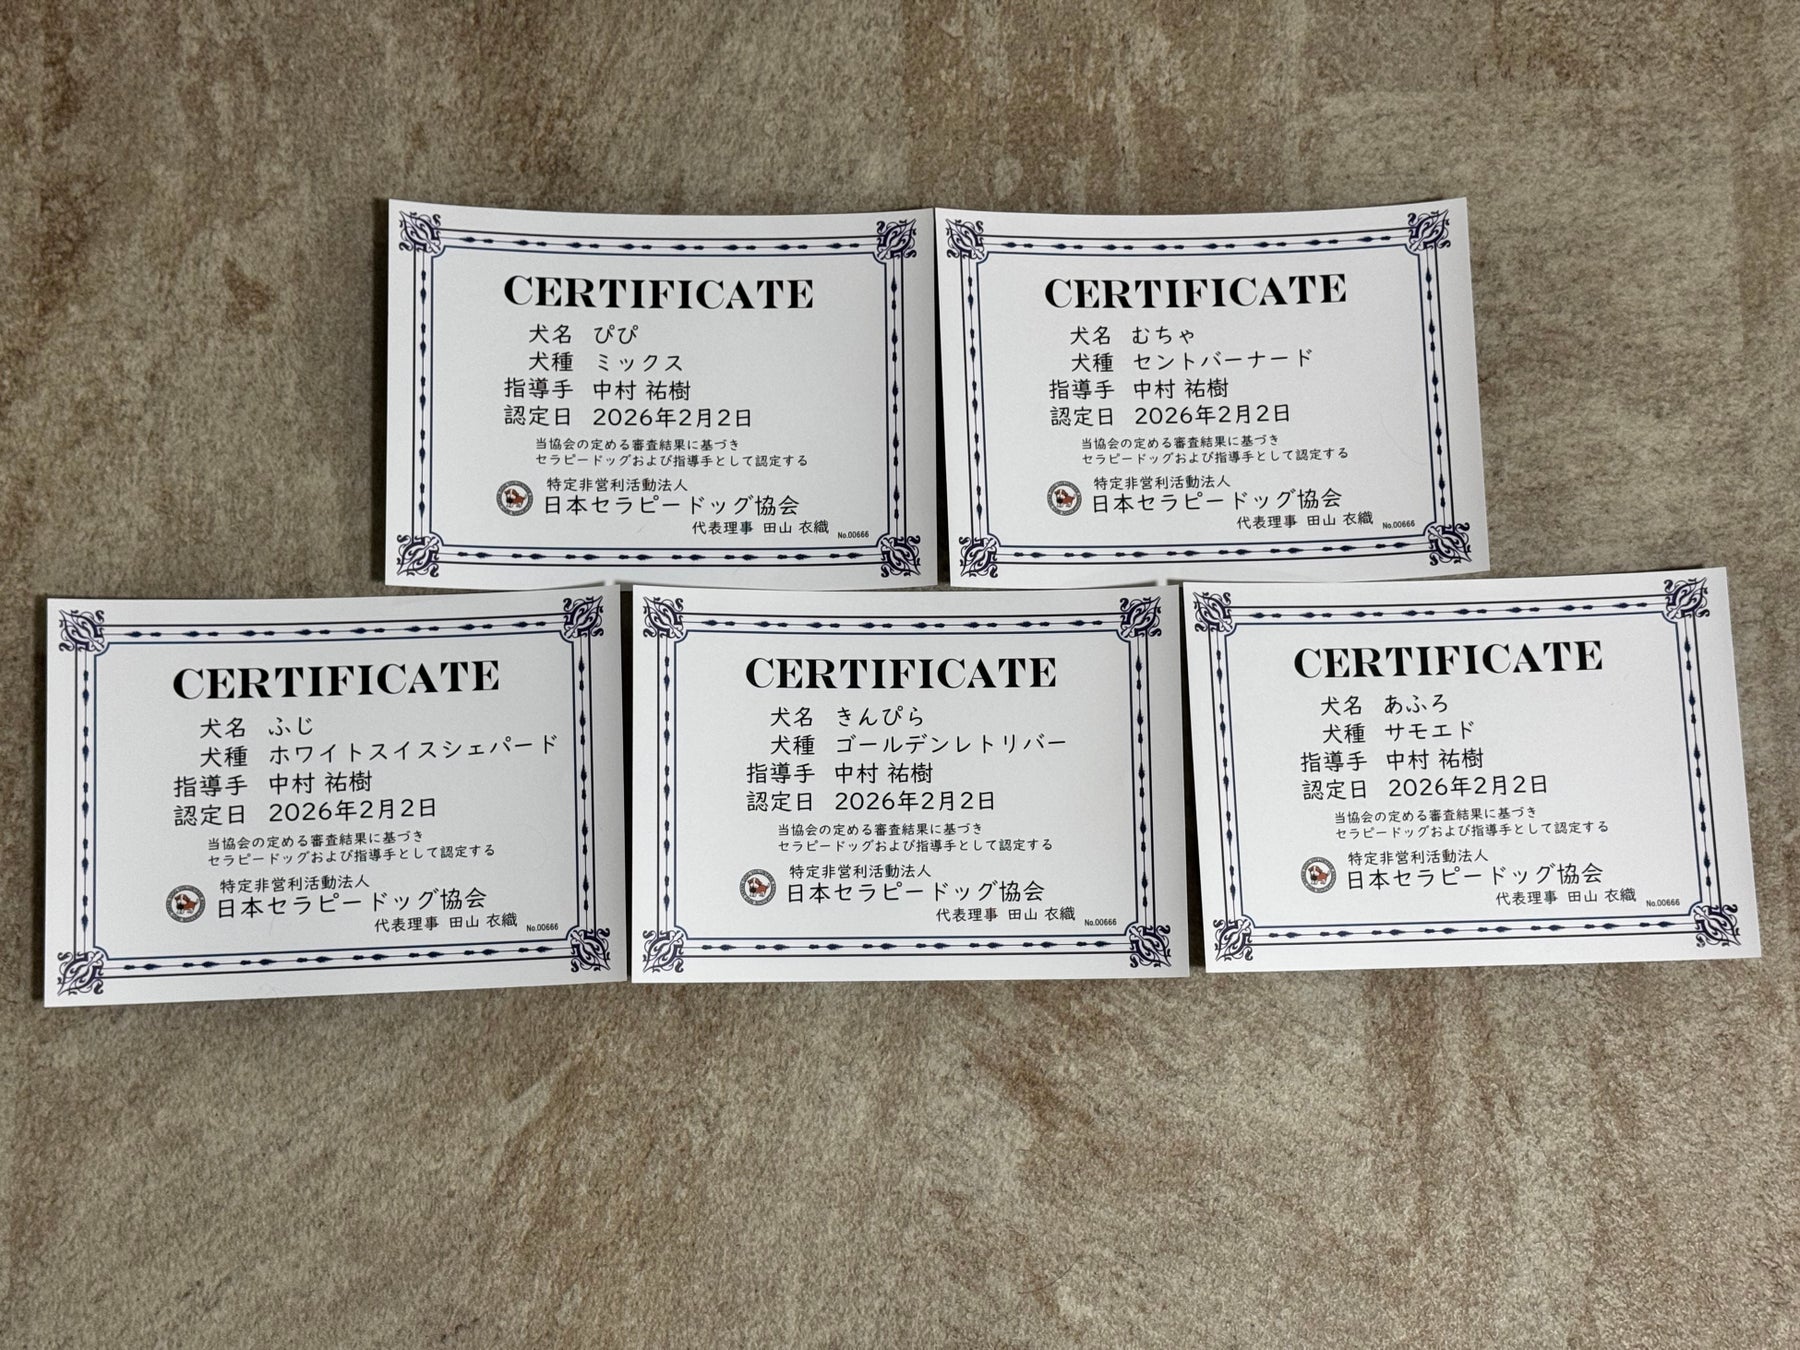 CERTIFICATE
犬名 ぴぴ
犬種 ミックス
指導手 中村 祐樹
認定日 2026年2月2日
当協会の定める審査結果に基づき
セラピードッグおよび指導手として認定する
特定非営利活動法人
日本セラピードッグ協会
代表理事 田山 衣織
No.00666
CERTIFICATE
犬名 むちゃ
犬種 セントバーナード
指導手 中村 祐樹
認定日 2026年2月2日
当協会の定める審査結果に基づき
セラピードッグおよび指導手として認定する
特定非営利活動法人
日本セラピードッグ協会
代表理事 田山 衣織
No.00666
CERTIFICATE
犬名 ふじ
犬種 ホワイトスイスシェパード
指導手 中村 祐樹
認定日 2026年2月2日
当協会の定める審査結果に基づき
セラピードッグおよび指導手として認定する
特定非営利活動法人
日本セラピードッグ協会
代表理事 田山 衣織
No.00666
CERTIFICATE
犬名 きんぴら
犬種 ゴールデンレトリバー
指導手 中村 祐樹
認定日 2026年2月2日
当協会の定める審査結果に基づき
セラピードッグおよび指導手として認定する
特定非営利活動法人
日本セラピードッグ協会
代表理事 田山 衣織
No.00666
CERTIFICATE
犬名 あふろ
犬種 サモエド
指導手 中村 祐樹
認定日 2026年2月2日
当協会の定める審査結果に基づき
セラピードッグおよび指導手として認定する
特定非営利活動法人
日本セラピードッグ協会
代表理事 田山 衣織
No.00666